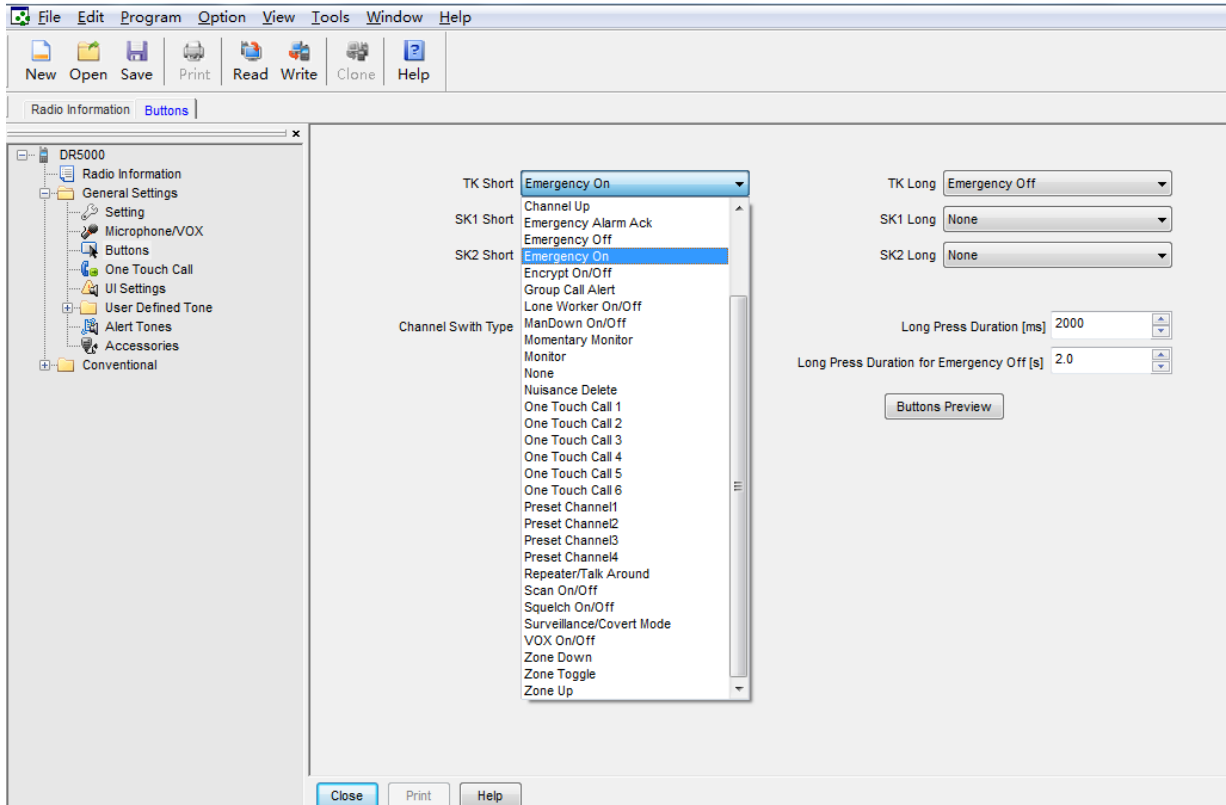 File Edit Program Option View Tools Window Help
New Open Save Print Read Write Clone Help
Radio Information Buttons
x
DR5000
Radio Information
General Settings
Setting
Microphone/VOX
Buttons
One Touch Call
UI Settings
User Defined Tone
Alert Tones
Accessories
Conventional
TK Short Emergency On
TK Long Emergency Off
SK1 Short
SK1 Long None
SK2 Short
SK2 Long None
Channel Up
Emergency Alarm Ack
Emergency Off
Emergency On
Encrypt On/Off
Group Call Alert
Lone Worker On/Off
ManDown On/Off
Momentary Monitor
Monitor
None
Nuisance Delete
One Touch Call 1
One Touch Call 2
One Touch Call 3
One Touch Call 4
One Touch Call 5
One Touch Call 6
Preset Channel1
Preset Channel2
Preset Channel3
Preset Channel4
Repeater/Talk Around
Scan On/Off
Squelch On/Off
Surveillance/Covert Mode
VOX On/Off
Zone Down
Zone Toggle
Zone Up
Channel Swith Type
Long Press Duration [ms] 2000
Long Press Duration for Emergency Off [s] 2.0
Buttons Preview
Close Print Help